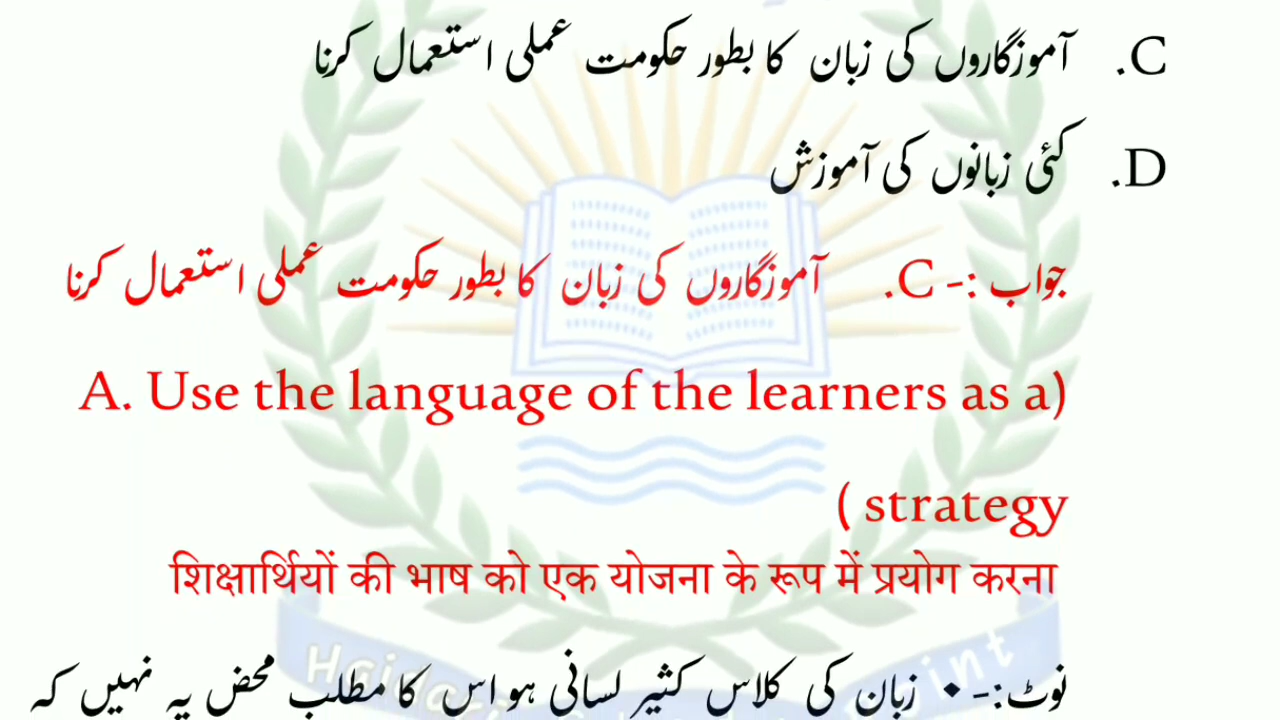 C. آموزگاروں کی زبان کا بطور حکومت عملی استعمال کرنا
D. کئی زبانوں کی آموزش
جواب :- C. آموزگاروں کی زبان کا بطور حکومت عملی استعمال کرنا
A. Use the language of the learners as a)
( strategy
शिक्षार्थियों की भाष को एक योजना के रूप में प्रयोग करना
نوٹ:- • زبان کی کلاس کثیر لسانی ہو اس کا مطلب محض یہ نہیں کہ